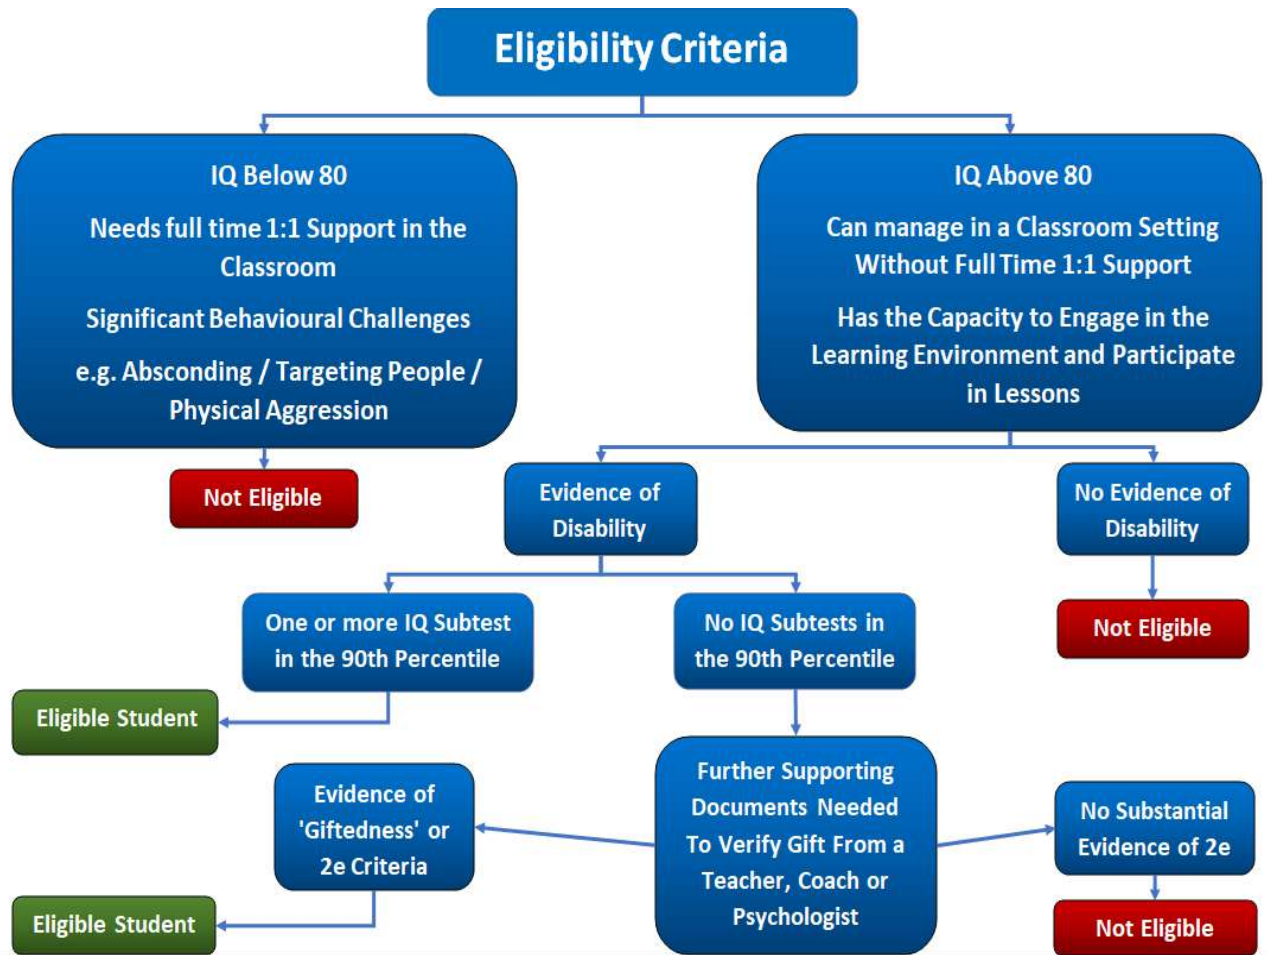 Eligibility Criteria
IQ Below 80
Needs full time 1:1 Support in the
Classroom
Significant Behavioural Challenges
e.g. Absconding / Targeting People /
Physical Aggression
IQ Above 80
Can manage in a Classroom Setting
Without Full Time 1:1 Support
Has the Capacity to Engage in the
Learning Environment and Participate
in Lessons
Not Eligible
Evidence of
Disability
No Evidence of
Disability
One or more IQ Subtest
in the 90th Percentile
No IQ Subtests in
the 90th Percentile
Not Eligible
Eligible Student
Evidence of
'Giftedness' or
2e Criteria
Further Supporting
Documents Needed
To Verify Gift From a
Teacher, Coach or
Psychologist
No Substantial
Evidence of 2e
Eligible Student
Not Eligible